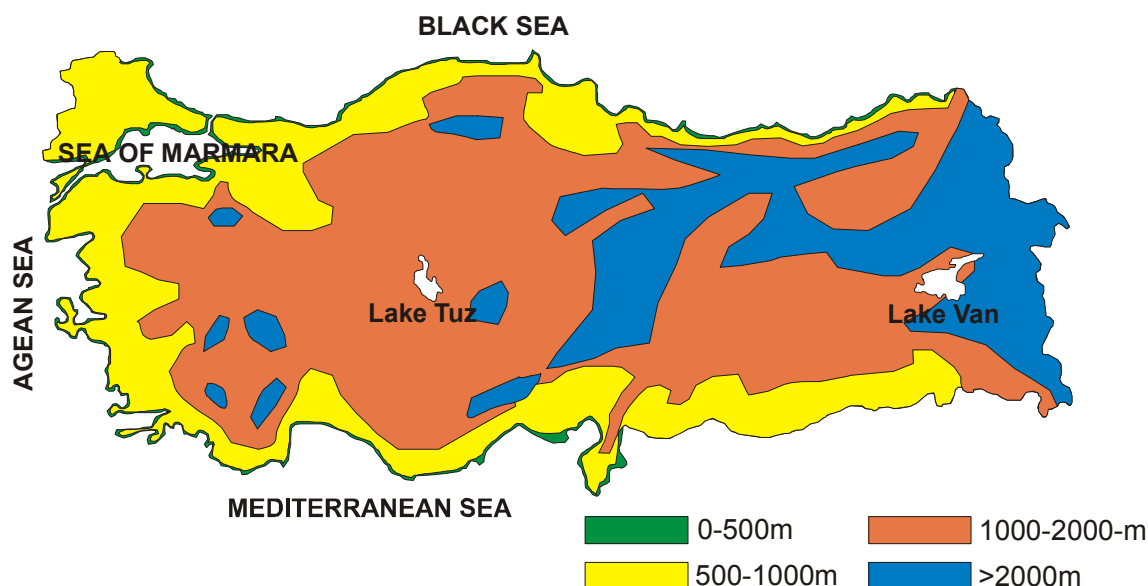 BLACK SEA
SEA OF MARMARA
AGEAN SEA
Lake Tuz
Lake Van
MEDITERRANEAN SEA
0-500m
1000-2000-m
500-1000m
>2000m